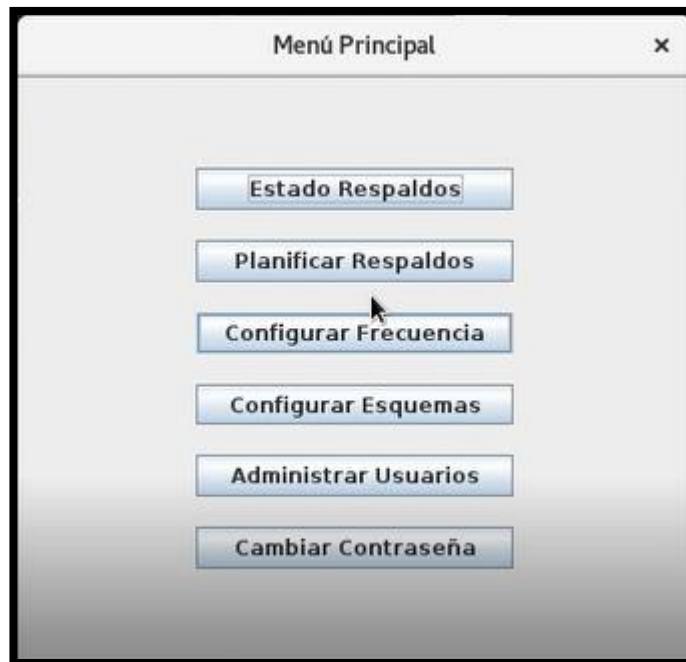 Menú Principal
Estado Respaldos
Planificar Respaldos
Configurar Frecuencia
Configurar Esquemas
Administrar Usuarios
Cambiar Contraseña